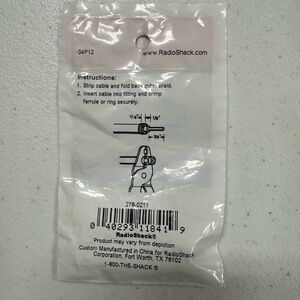 04P12
www.RadioShack.com
Instructions:
1. Strip cable and fold back outer braid.
2. Insert cable into fitting and crimp
ferrule or ring securely.
278-0211
0 40293 11841 9
RadioShack®
Product may vary from depiction
Custom Manufactured in China for RadioShack
Corporation, Fort Worth, TX 76102
1-800-THE-SHACK ®